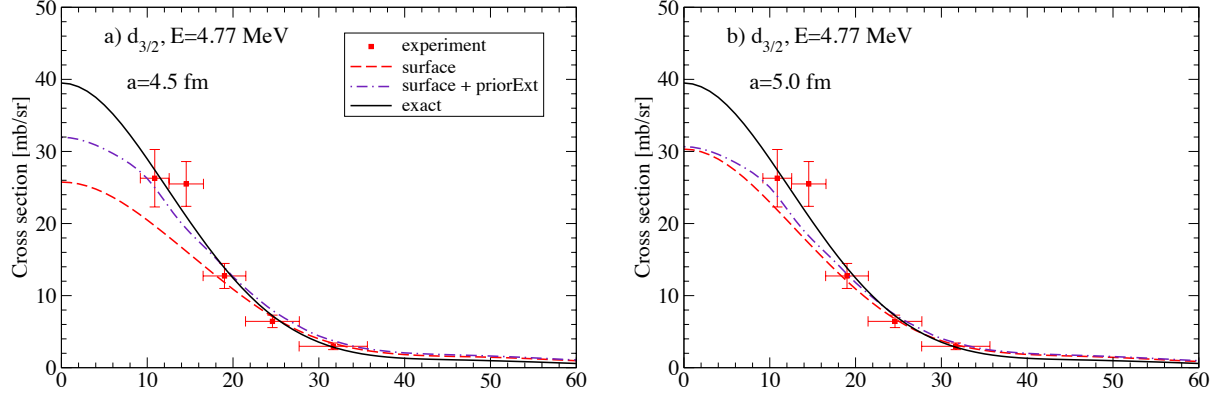 a) d3/2, E=4.77 MeV
a=4.5 fm
experiment
surface
surface + priorExt
exact
Cross section [mb/sr]
50
40
30
20
10
0
0 10 20 30 40 50 60
b) d3/2, E=4.77 MeV
a=5.0 fm
Cross section [mb/sr]
50
40
30
20
10
0
0 10 20 30 40 50 60